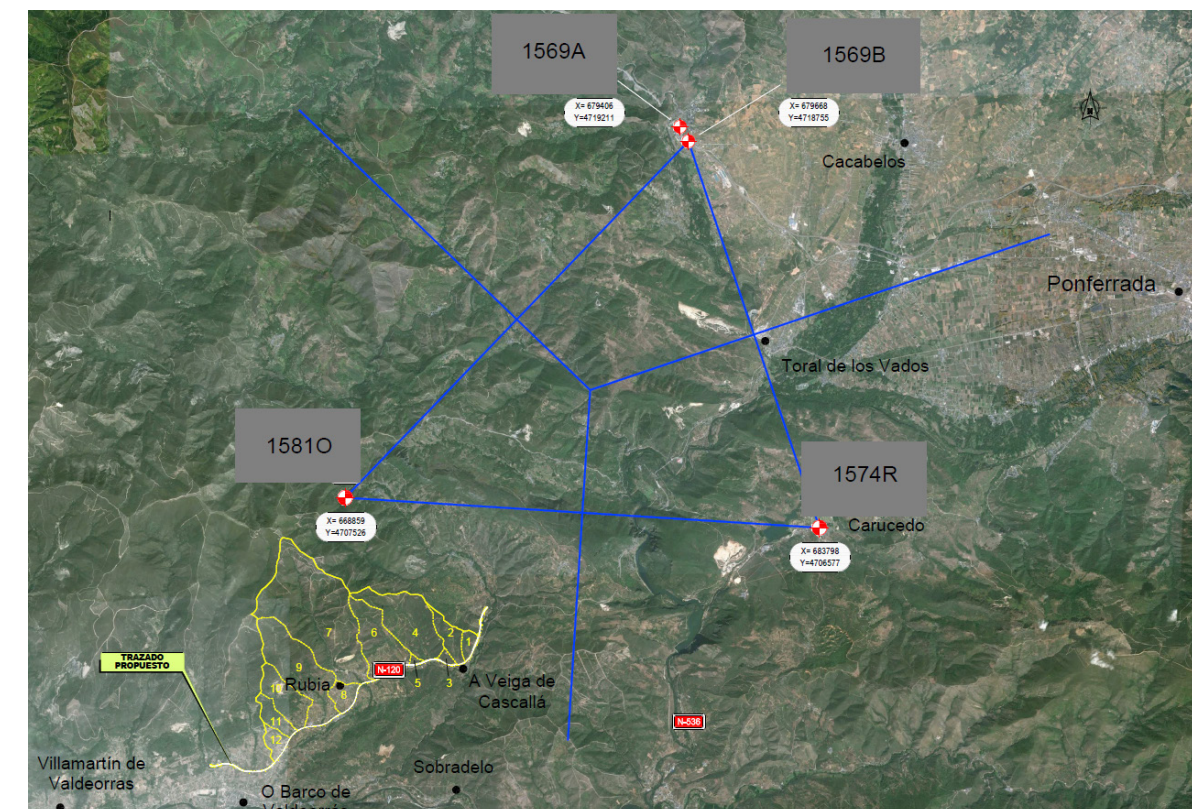 1569A
1569B
X= 679406
Y=4719211
X= 679668
Y=4718755
Cacabelos
Ponferrada
Toral de los Vados
1581O
1574R
X= 668859
Y=4707526
Carucedo
X= 683798
Y=4706577
7
6
4
2
1
9
TRAZADO
PROPUESTO
N-120
10
Rubia
8
5
3
A Veiga de
Cascallá
11
12
N-536
Villamartín de
Valdeorras
Sobradelo
O Barco de
Valdeorras